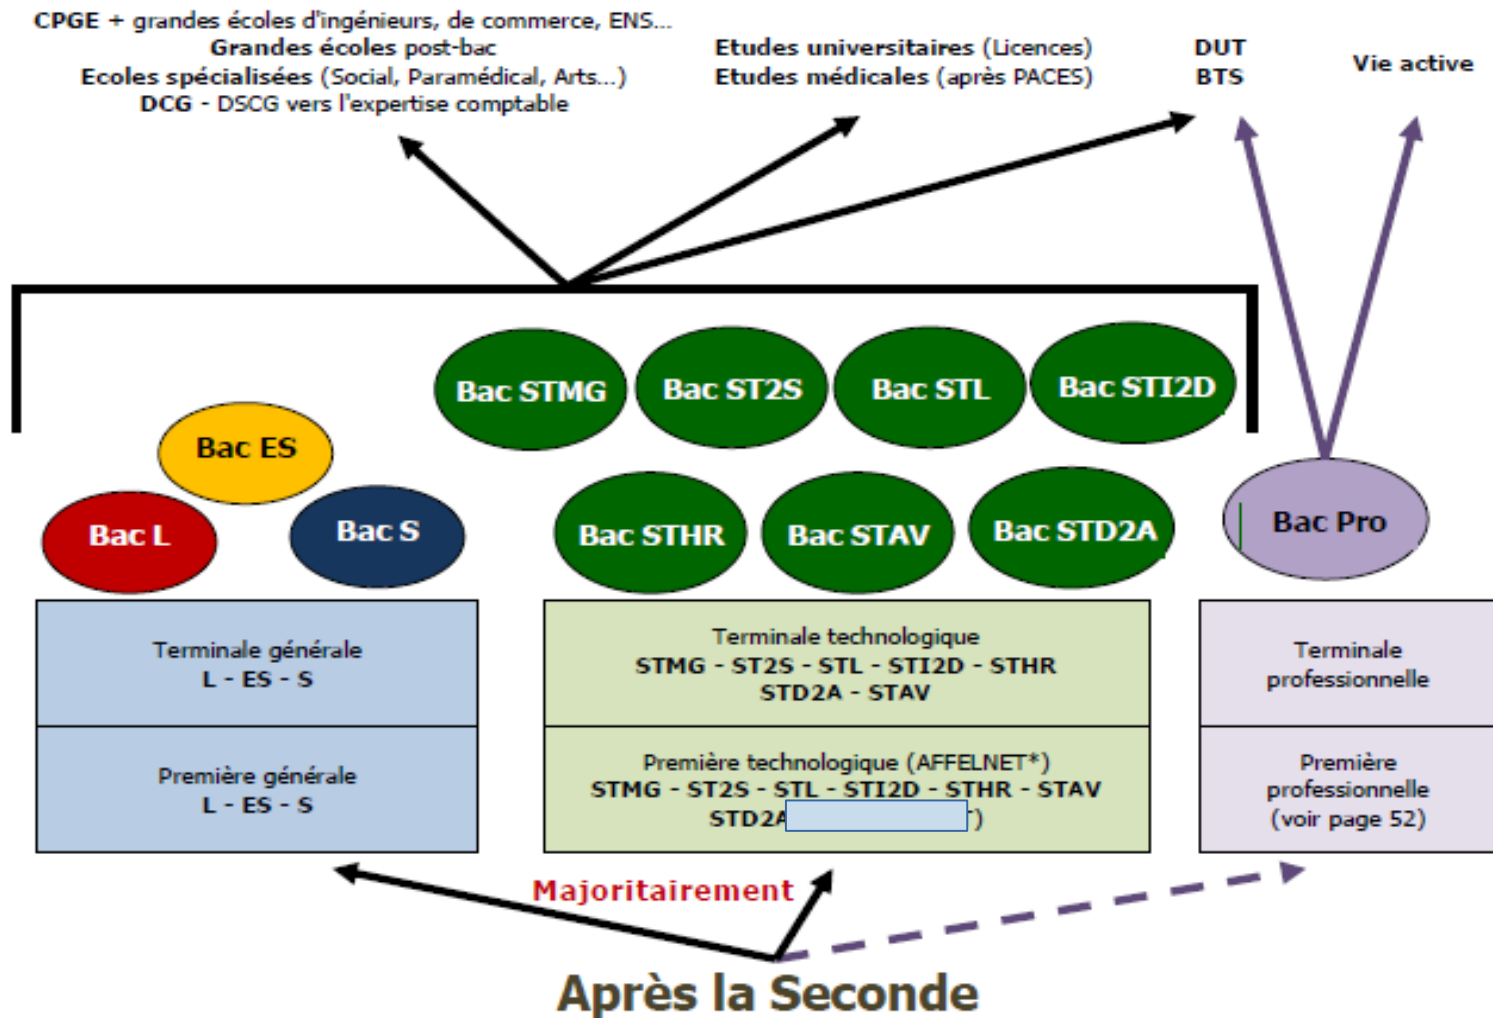 CPGE + grandes écoles d'ingénieurs, de commerce, ENS...
Grandes écoles post-bac
Ecoles spécialisées (Social, Paramédical, Arts...)
DCG - DSCG vers l'expertise comptable
Etudes universitaires (Licences)
Etudes médicales (après PACES)
DUT
BTS
Vie active
Bac STMG
Bac ST2S
Bac STL
Bac STI2D
Bac ES
Bac L
Bac S
Bac STHR
Bac STAV
Bac STD2A
Bac Pro
Terminale générale
L - ES - S
Terminale technologique
STMG - ST2S - STL - STI2D - STHR
STD2A - STAV
Terminale
professionnelle
Première générale
L - ES - S
Première technologique (AFFELNET*)
STMG - ST2S - STL - STI2D - STHR - STAV
STD2A
Première
professionnelle
(voir page 52)
Majoritairement
Après la Seconde